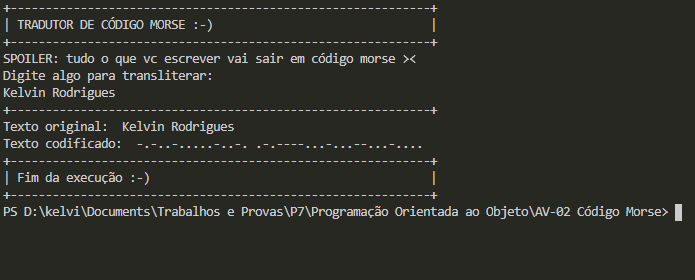 +------------------------------------------------------------+
| TRADUTOR DE CÓDIGO MORSE :-) |
+------------------------------------------------------------+
SPOILER: tudo o que vc escrever vai sair em código morse ><
Digite algo para transliterar:
Kelvin Rodrigues
+------------------------------------------------------------+
Texto original:  Kelvin Rodrigues
Texto codificado:  -.-..-.....-..-. .-.----...-...--...-....
+------------------------------------------------------------+
| Fim da execução :-) |
+------------------------------------------------------------+
PS D:\kelvi\Documents\Trabalhos e Provas\P7\Programação Orientada ao Objeto\AV-02 Código Morse>